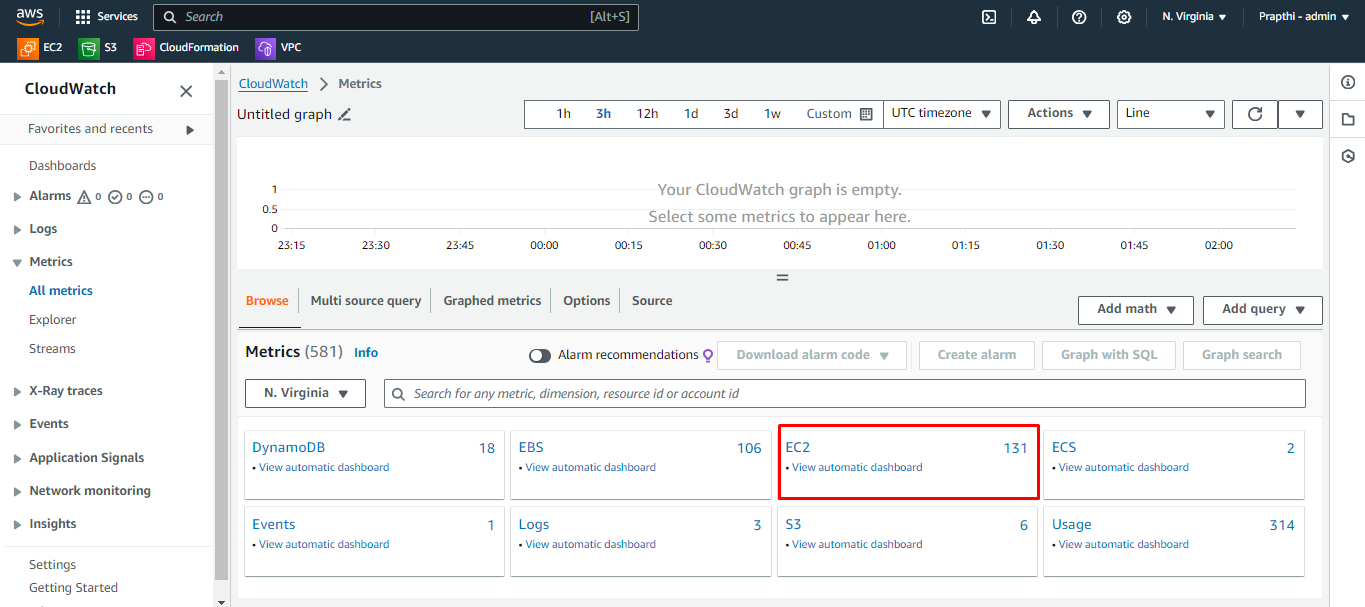 aws
Services
Search [Alt+S]
N. Virginia
Prapthi - admin
EC2 S3 CloudFormation VPC
CloudWatch
Favorites and recents
Dashboards
Alarms 0 0 0
Logs
Metrics
All metrics
Explorer
Streams
X-Ray traces
Events
Application Signals
Network monitoring
Insights
Settings
Getting Started
CloudWatch Metrics
Untitled graph
1h 3h 12h 1d 3d 1w Custom UTC timezone Actions Line
Your CloudWatch graph is empty.
Select some metrics to appear here.
1
0.5
0
23:15 23:30 23:45 00:00 00:15 00:30 00:45 01:00 01:15 01:30 01:45 02:00
Browse Multi source query Graphed metrics Options Source
Add math Add query
Metrics (581) Info
Alarm recommendations Download alarm code Create alarm Graph with SQL Graph search
N. Virginia Search for any metric, dimension, resource id or account id
DynamoDB 18
• View automatic dashboard
EBS 106
• View automatic dashboard
EC2 131
• View automatic dashboard
ECS 2
• View automatic dashboard
Events 1
• View automatic dashboard
Logs 3
• View automatic dashboard
S3 6
• View automatic dashboard
Usage 314
• View automatic dashboard